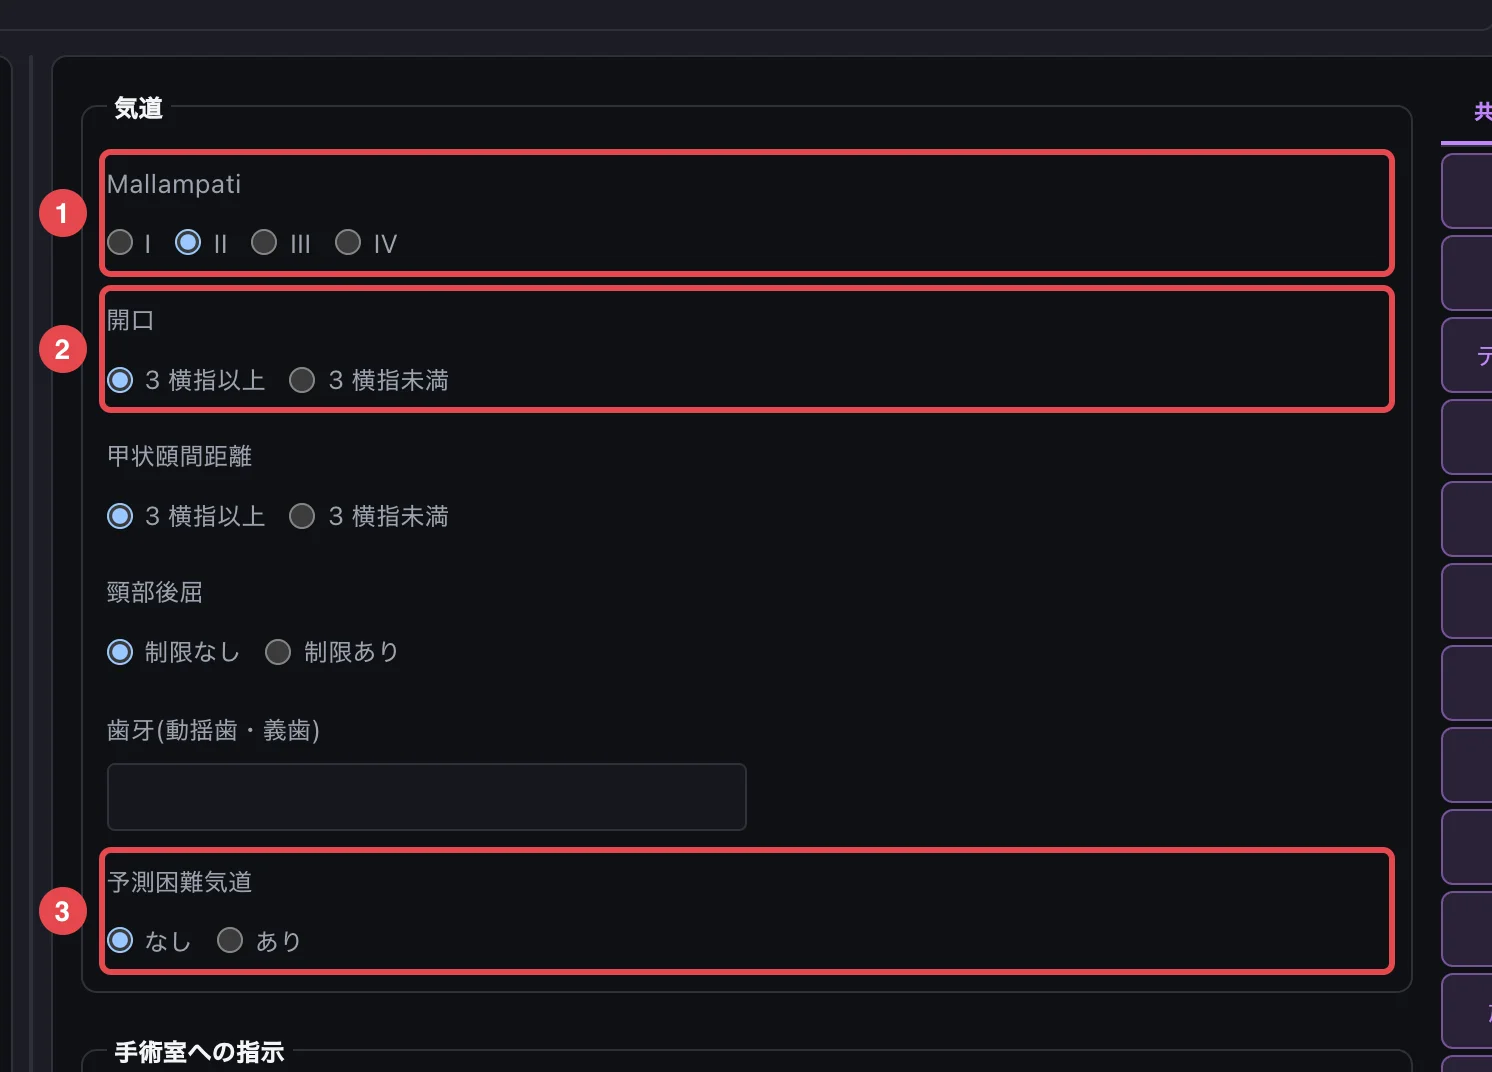 気道
共
1
Mallampati
I II III IV
2
開口
3 横指以上 3 横指未満
甲状頤間距離
3 横指以上 3 横指未満
頸部後屈
制限なし 制限あり
歯牙(動揺歯・義歯)
3
予測困難気道
なし あり
手術室への指示